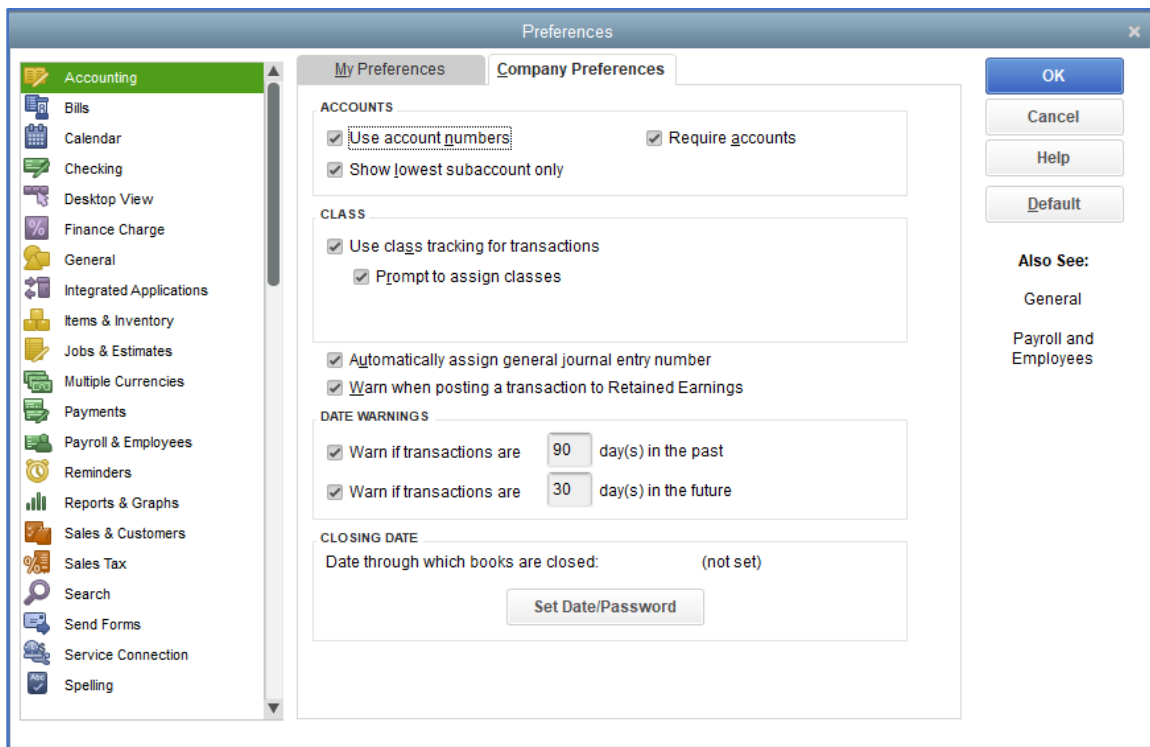 Preferences
Accounting
Bills
Calendar
Checking
Desktop View
Finance Charge
General
Integrated Applications
Items & Inventory
Jobs & Estimates
Multiple Currencies
Payments
Payroll & Employees
Reminders
Reports & Graphs
Sales & Customers
Sales Tax
Search
Send Forms
Service Connection
Abc
Spelling
My Preferences Company Preferences
ACCOUNTS
Use account numbers Require accounts
Show lowest subaccount only
CLASS
Use class tracking for transactions
Prompt to assign classes
Automatically assign general journal entry number
Warn when posting a transaction to Retained Earnings
DATE WARNINGS
Warn if transactions are 90 day(s) in the past
Warn if transactions are 30 day(s) in the future
CLOSING DATE
Date through which books are closed: (not set)
Set Date/Password
OK
Cancel
Help
Default
Also See:
General
Payroll and
Employees